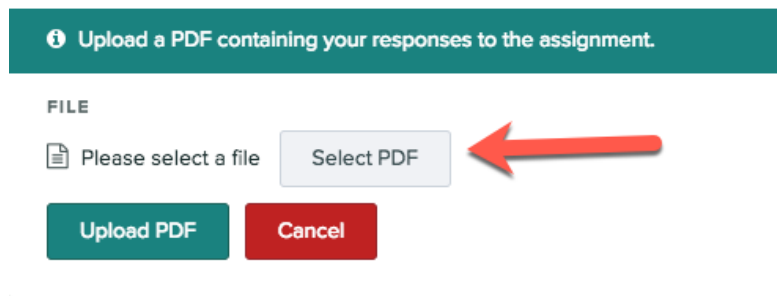 Upload a PDF containing your responses to the assignment.
FILE
Please select a file Select PDF
Upload PDF Cancel